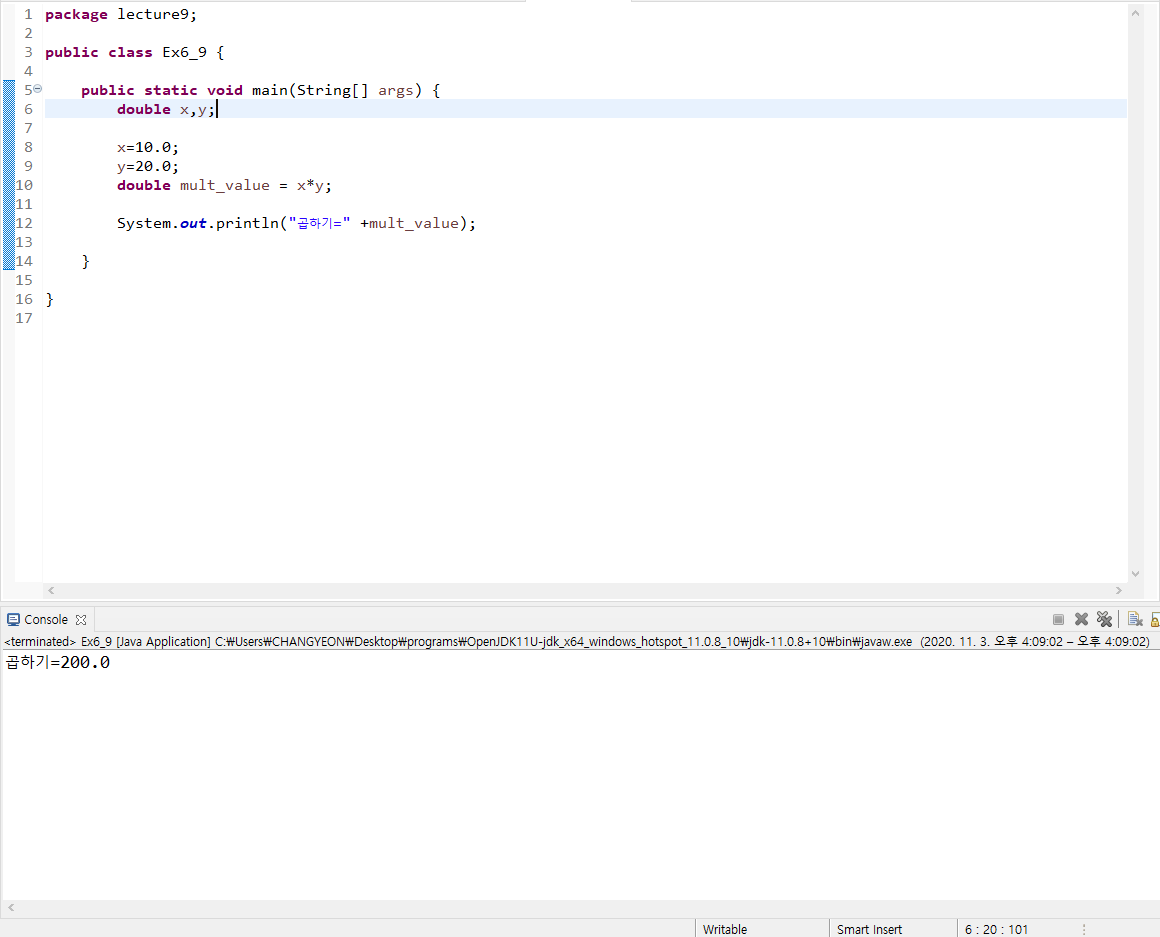 1 package lecture9;
2
3 public class Ex6_9 {
4
5 public static void main(String[] args) {
6 double x,y;
7
8 x=10.0;
9 y=20.0;
10 double mult_value = x*y;
11
12 System.out.println("곱하기=" +mult_value);
13
14 }
15
16 }
17
Console
<terminated> Ex6_9 [Java Application] C:₩Users₩CHANGYEON₩Desktop₩programs₩OpenJDK11U-jdk_x64_windows_hotspot_11.0.8_10₩jdk-11.0.8+10₩bin₩javaw.exe (2020. 11. 3. 오후 4:09:02 – 오후 4:09:02)
곱하기=200.0
Writable Smart Insert 6 : 20 : 101